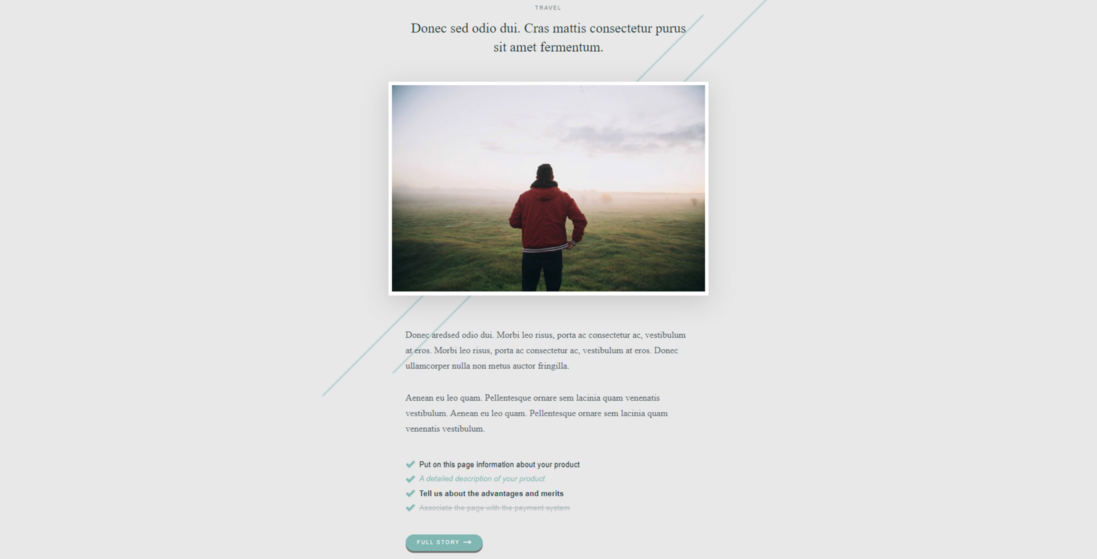 TRAVEL
Donec sed odio dui. Cras mattis consectetur purus
sit amet fermentum.
Donec aredsed odio dui. Morbi leo risus, porta ac consectetur ac, vestibulum
at eros. Morbi leo risus, porta ac consectetur ac, vestibulum at eros. Donec
ullamcorper nulla non metus auctor fringilla.
Aenean eu leo quam. Pellentesque ornare sem lacinia quam venenatis
vestibulum. Aenean eu leo quam. Pellentesque ornare sem lacinia quam
venenatis vestibulum.
Put on this page information about your product
A detailed description of your product
Tell us about the advantages and merits
Associate the page with the payment system
FULL STORY